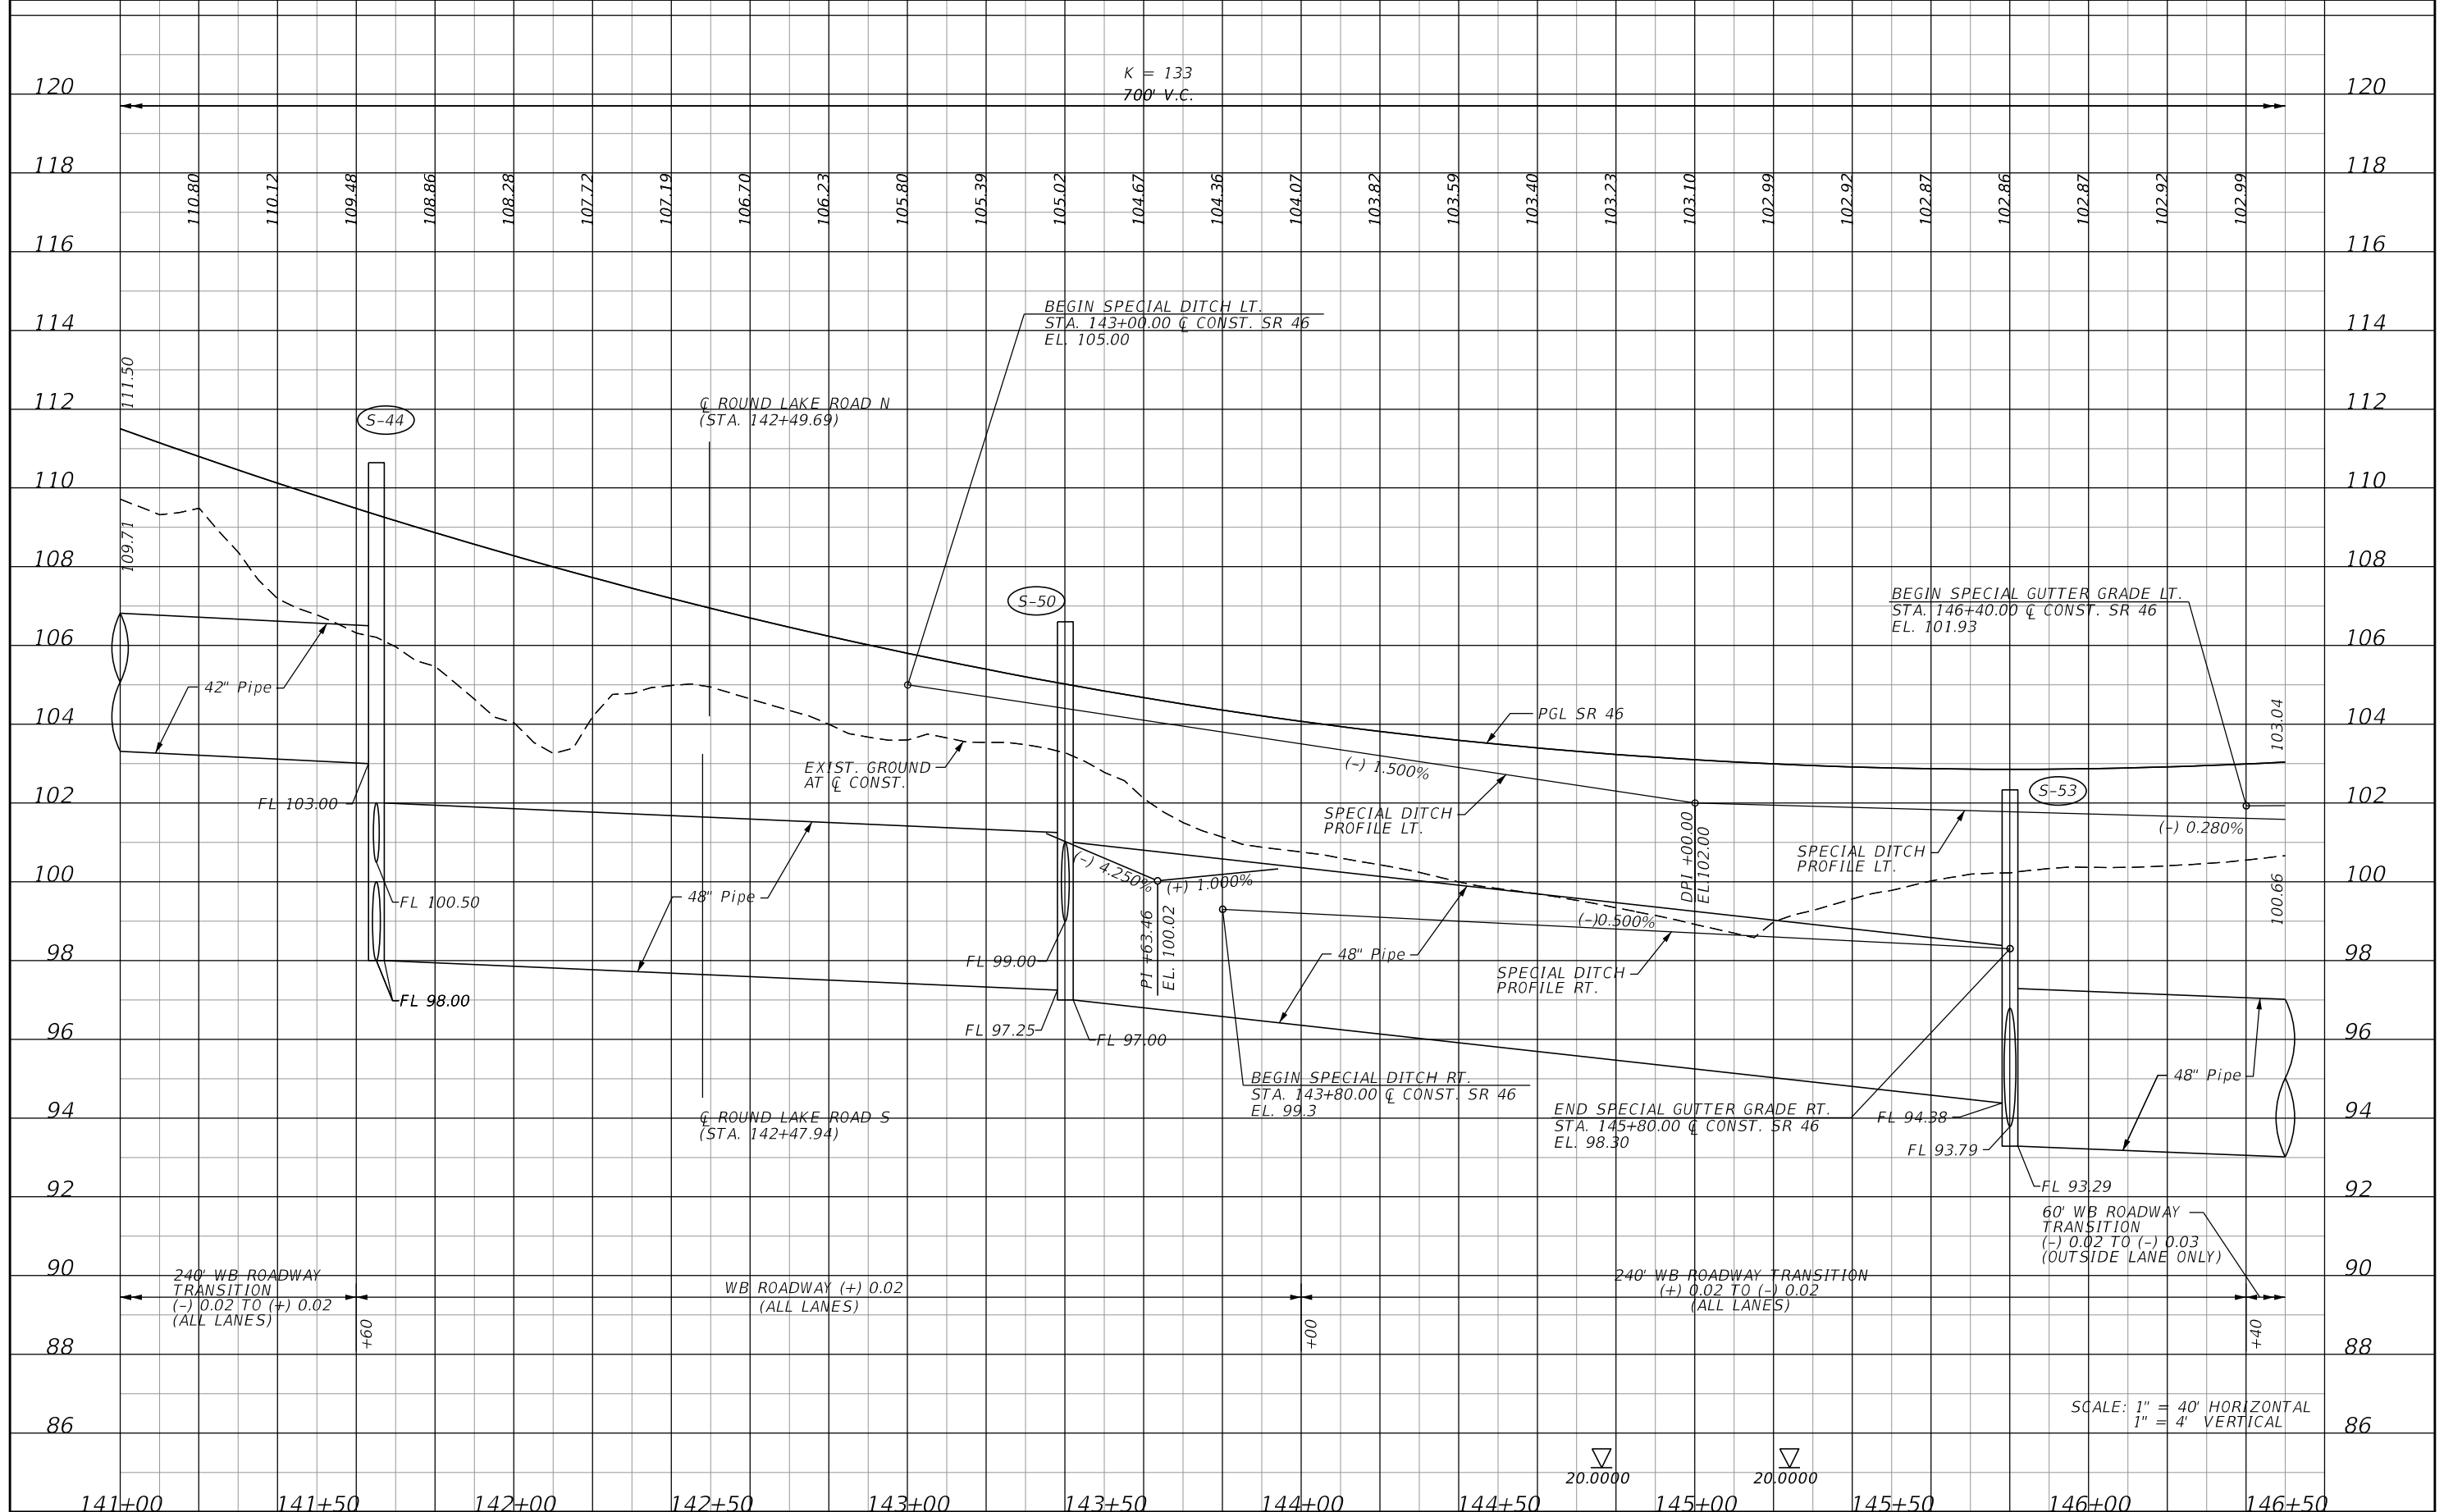 K = 133
700' V.C.
120
120
118
118
110.80
110.12
109.48
108.86
108.28
107.72
107.19
106.70
106.23
105.80
105.39
105.02
104.67
104.36
104.07
103.82
103.59
103.40
103.23
103.10
102.99
102.92
102.87
102.86
102.87
102.92
102.99
116
116
BEGIN SPECIAL DITCH LT.
STA. 143+00.00 ℄ CONST. SR 46
EL. 105.00
114
114
111.50
℄ ROUND LAKE ROAD N
(STA. 142+49.69)
112
112
S-44
110
110
109.71
108
108
S-50
BEGIN SPECIAL GUTTER GRADE LT.
STA. 146+40.00 ℄ CONST. SR 46
EL. 101.93
106
106
42" Pipe
PGL SR 46
104
104
103.04
EXIST. GROUND
AT ℄ CONST.
(-) 1.500%
S-53
FL 103.00
102
102
SPECIAL DITCH
PROFILE LT.
(-) 0.280%
DPI +00.00
EL.102.00
SPECIAL DITCH
PROFILE LT.
(-) 4.250%
(+) 1.000%
100
100
100.66
FL 100.50
48" Pipe
(-)0.500%
PI +63.46
EL. 100.02
FL 99.00
48" Pipe
98
98
SPECIAL DITCH
PROFILE RT.
FL 98.00
FL 97.25
FL 97.00
96
96
BEGIN SPECIAL DITCH RT.
STA. 143+80.00 ℄ CONST. SR 46
EL. 99.3
48" Pipe
94
94
℄ ROUND LAKE ROAD S
(STA. 142+47.94)
END SPECIAL GUTTER GRADE RT.
STA. 145+80.00 ℄ CONST. SR 46
EL. 98.30
FL 94.38
FL 93.79
FL 93.29
92
92
60' WB ROADWAY
TRANSITION
(-) 0.02 TO (-) 0.03
(OUTSIDE LANE ONLY)
90
90
240' WB ROADWAY
TRANSITION
(-) 0.02 TO (+) 0.02
(ALL LANES)
WB ROADWAY (+) 0.02
(ALL LANES)
240' WB ROADWAY TRANSITION
(+) 0.02 TO (-) 0.02
(ALL LANES)
+60
+00
+40
88
88
SCALE: 1" = 40' HORIZONTAL
1" = 4' VERTICAL
86
86
20.0000
20.0000
141+00
141+50
142+00
142+50
143+00
143+50
144+00
144+50
145+00
145+50
146+00
146+50